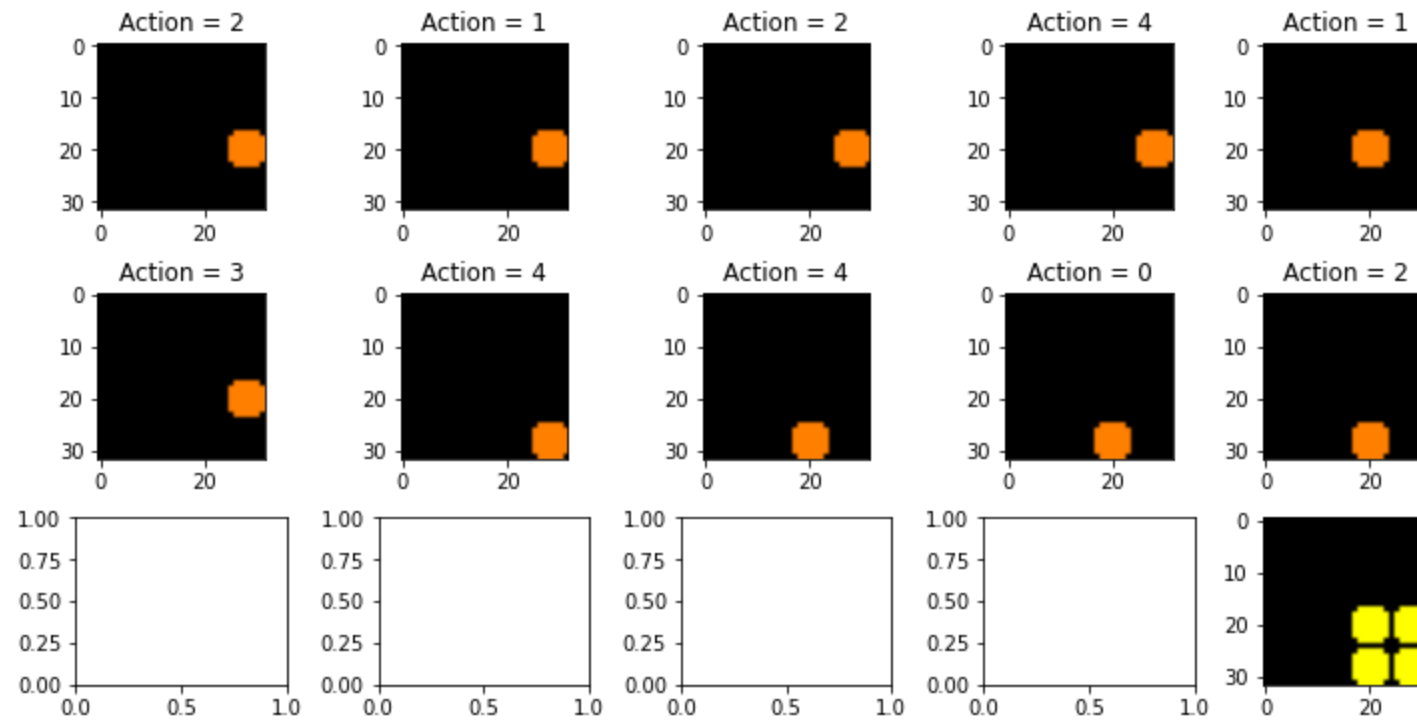 Action = 2 Action = 1 Action = 2 Action = 4 Action = 1
0 0 0 0 0
10 10 10 10 10
20 20 20 20 20
30 30 30 30 30
0 20 0 20 0 20 0 20 0 20
Action = 3 Action = 4 Action = 4 Action = 0 Action = 2
0 0 0 0 0
10 10 10 10 10
20 20 20 20 20
30 30 30 30 30
0 20 0 20 0 20 0 20 0 20
1.00 1.00 1.00 1.00 0
0.75 0.75 0.75 0.75 10
0.50 0.50 0.50 0.50
0.25 0.25 0.25 0.25 20
0.00 0.00 0.00 0.00 30
0.0 0.5 1.0 0.0 0.5 1.0 0.0 0.5 1.0 0.0 0.5 1.0 0 20